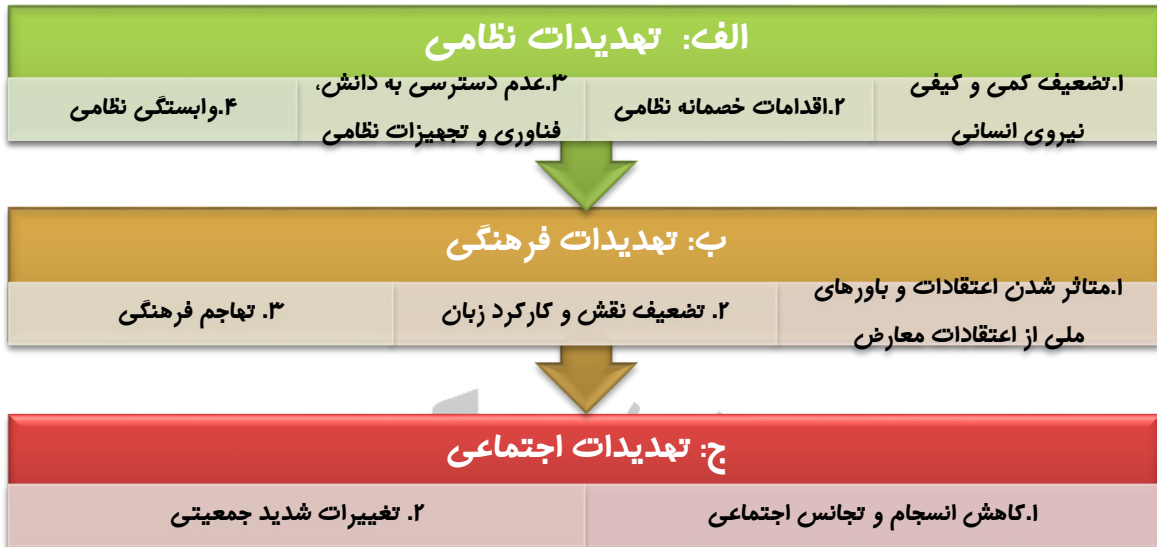 الف: تهدیدات نظامی
۱.تضعیف کمی و کیفی
نیروی انسانی
۲.اقدامات خصمانه نظامی
۳.عدم دسترسی به دانش،
فناوری و تجهیزات نظامی
۴.وابستگی نظامی
ب: تهدیدات فرهنگی
۱.متاثر شدن اعتقادات و باورهای
ملی از اعتقادات معارض
۲. تضعیف نقش و کارکرد زبان
۳. تهاجم فرهنگی
ج: تهدیدات اجتماعی
۱.کاهش انسجام و تجانس اجتماعی
۲. تغییرات شدید جمعیتی